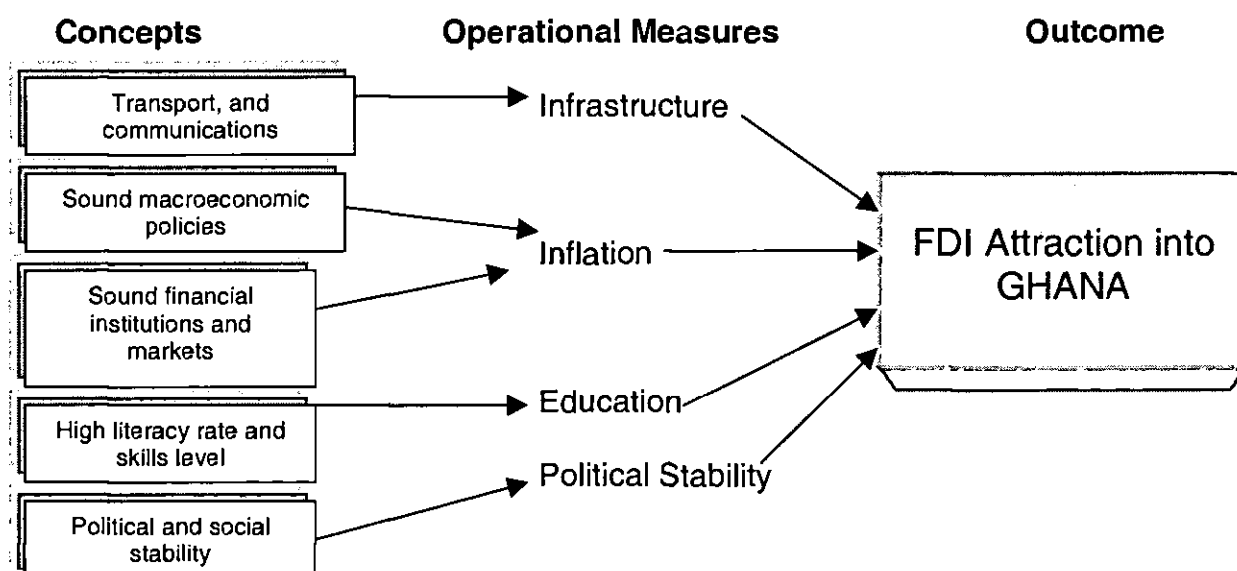 Concepts
Operational Measures
Outcome
Transport, and
communications
Infrastructure
Sound macroeconomic
policies
Inflation
Sound financial
institutions and
markets
High literacy rate and
skills level
Education
Political and social
stability
Political Stability
FDI Attraction into
GHANA